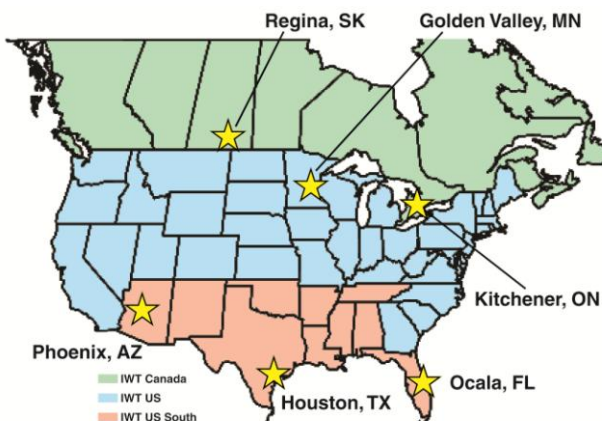 Regina, SK
Golden Valley, MN
Kitchener, ON
Phoenix, AZ
IWT Canada
IWT US
IWT US South
Houston, TX
Ocala, FL